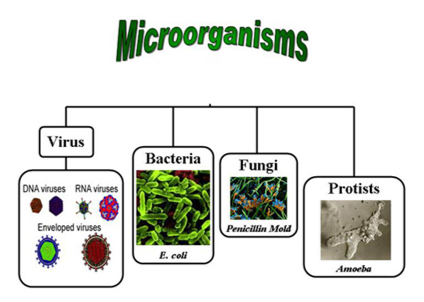 Microorganisms
Virus
DNA viruses RNA viruses
Enveloped viruses
Bacteria
E. coli
Fungi
Penicillin Mold
Protists
Amoeba